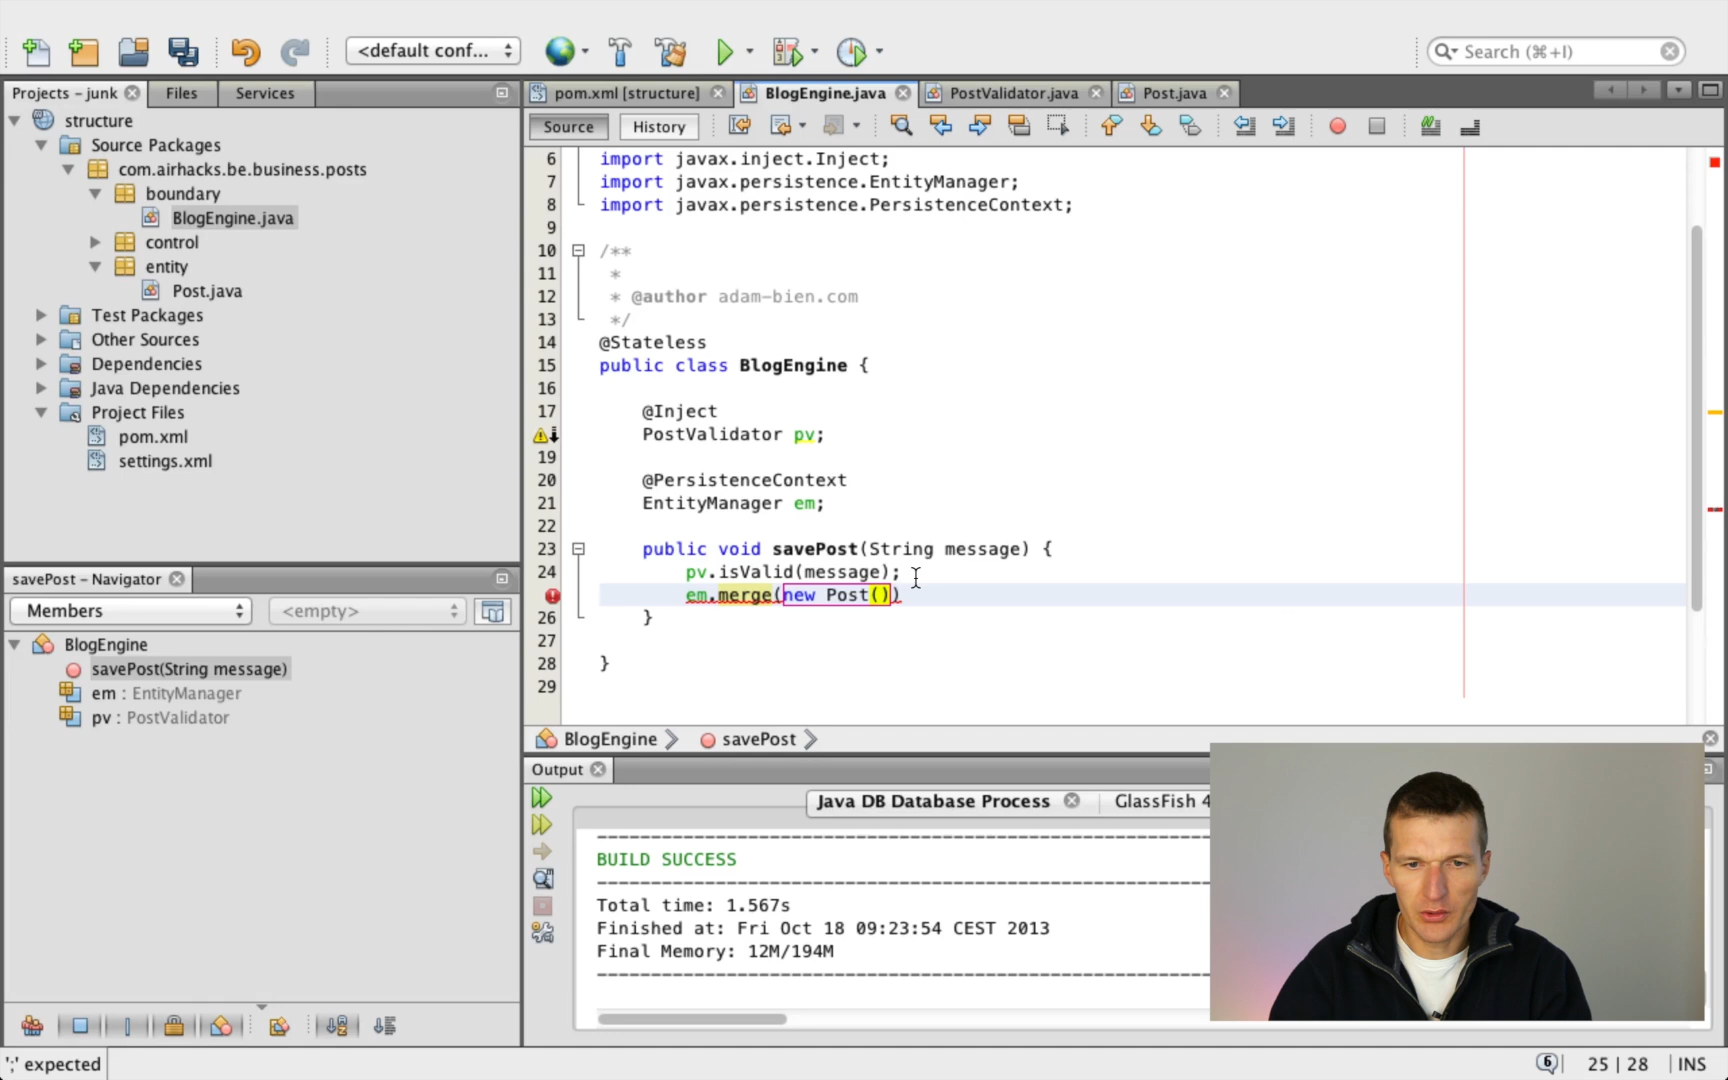 <default conf...
Search (⌘+I)
Projects – junk
Files
Services
structure
Source Packages
com.airhacks.be.business.posts
boundary
BlogEngine.java
control
entity
Post.java
Test Packages
Other Sources
Dependencies
Java Dependencies
Project Files
pom.xml
settings.xml
savePost – Navigator
Members
<empty>
BlogEngine
savePost(String message)
em : EntityManager
pv : PostValidator
pom.xml [structure]
BlogEngine.java
PostValidator.java
Post.java
Source
History
6 import javax.inject.Inject;
7 import javax.persistence.EntityManager;
8 import javax.persistence.PersistenceContext;
9
10 /**
11 *
12 * @author adam-bien.com
13 */
14 @Stateless
15 public class BlogEngine {
16
17 @Inject
PostValidator pv;
19
20 @PersistenceContext
21 EntityManager em;
22
23 public void savePost(String message) {
24 pv.isValid(message);
em.merge(new Post())
26 }
27
28 }
29
BlogEngine
savePost
Output
Java DB Database Process
GlassFish 4
BUILD SUCCESS
Total time: 1.567s
Finished at: Fri Oct 18 09:23:54 CEST 2013
Final Memory: 12M/194M
';' expected
6
25 | 28
INS